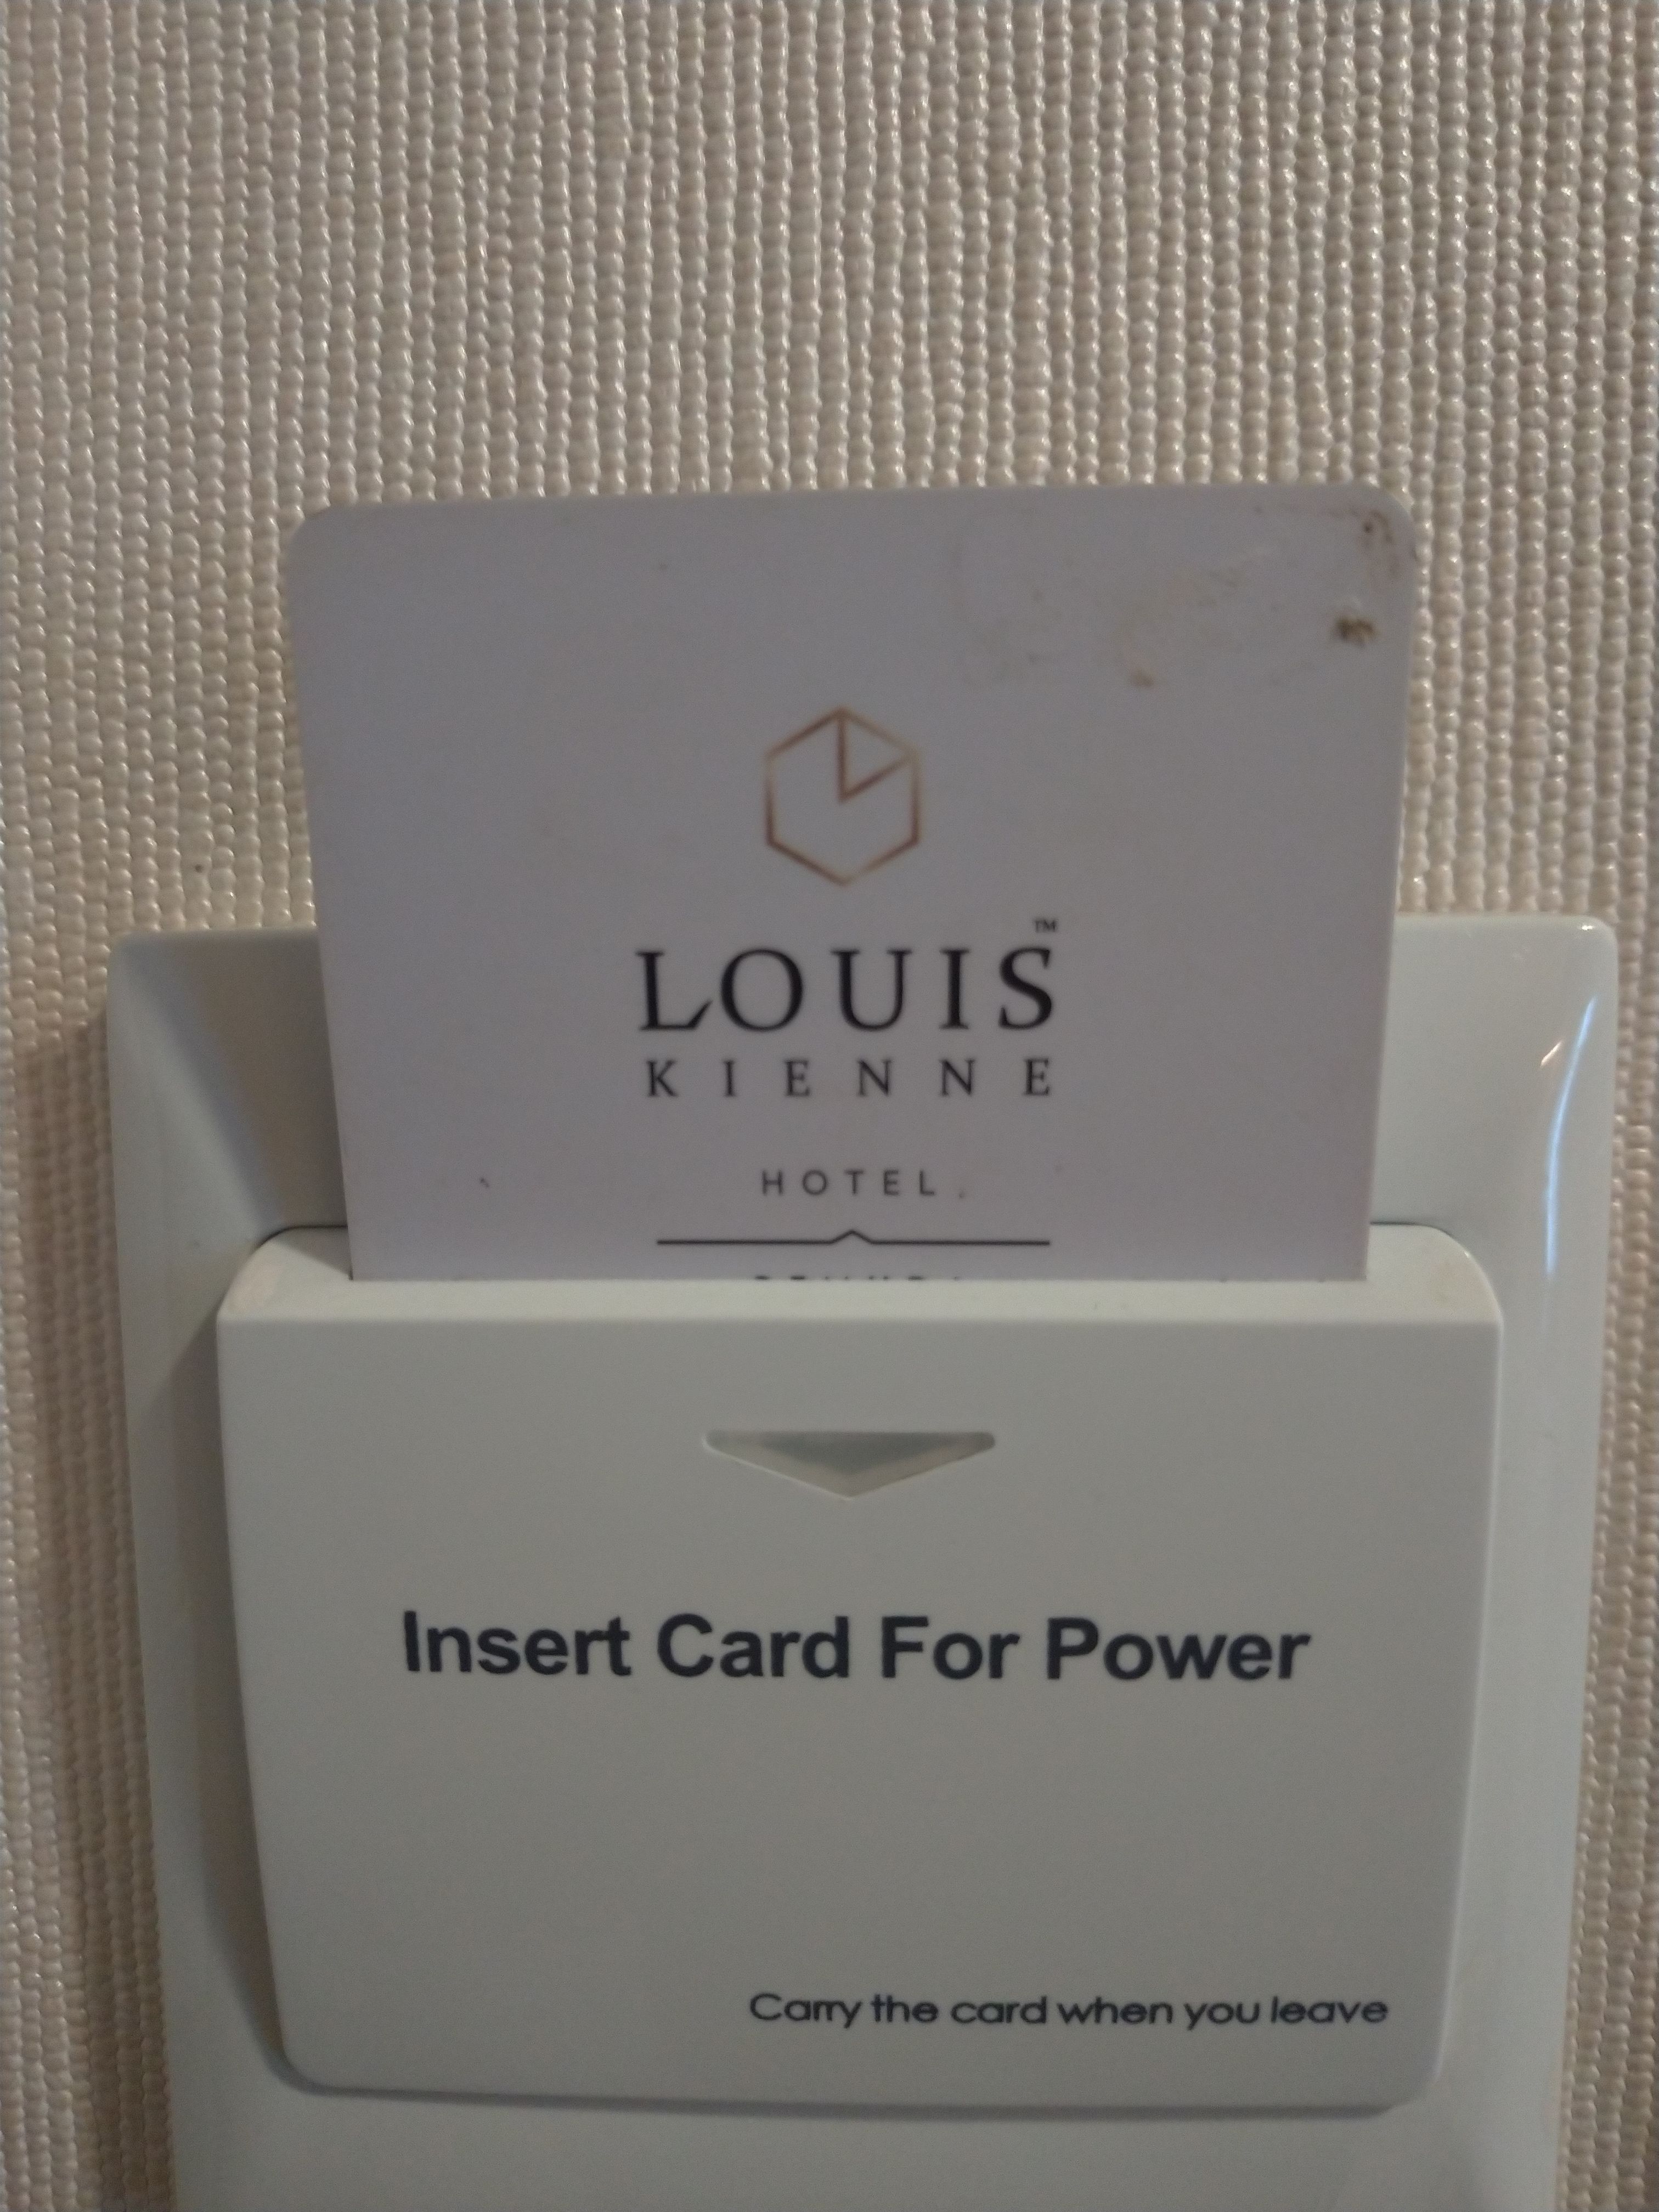 LOUIS™
KIENNE
HOTEL
Insert Card For Power
Carry the card when you leave